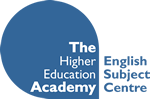 The
Higher
Education
Academy
English
Subject
Centre